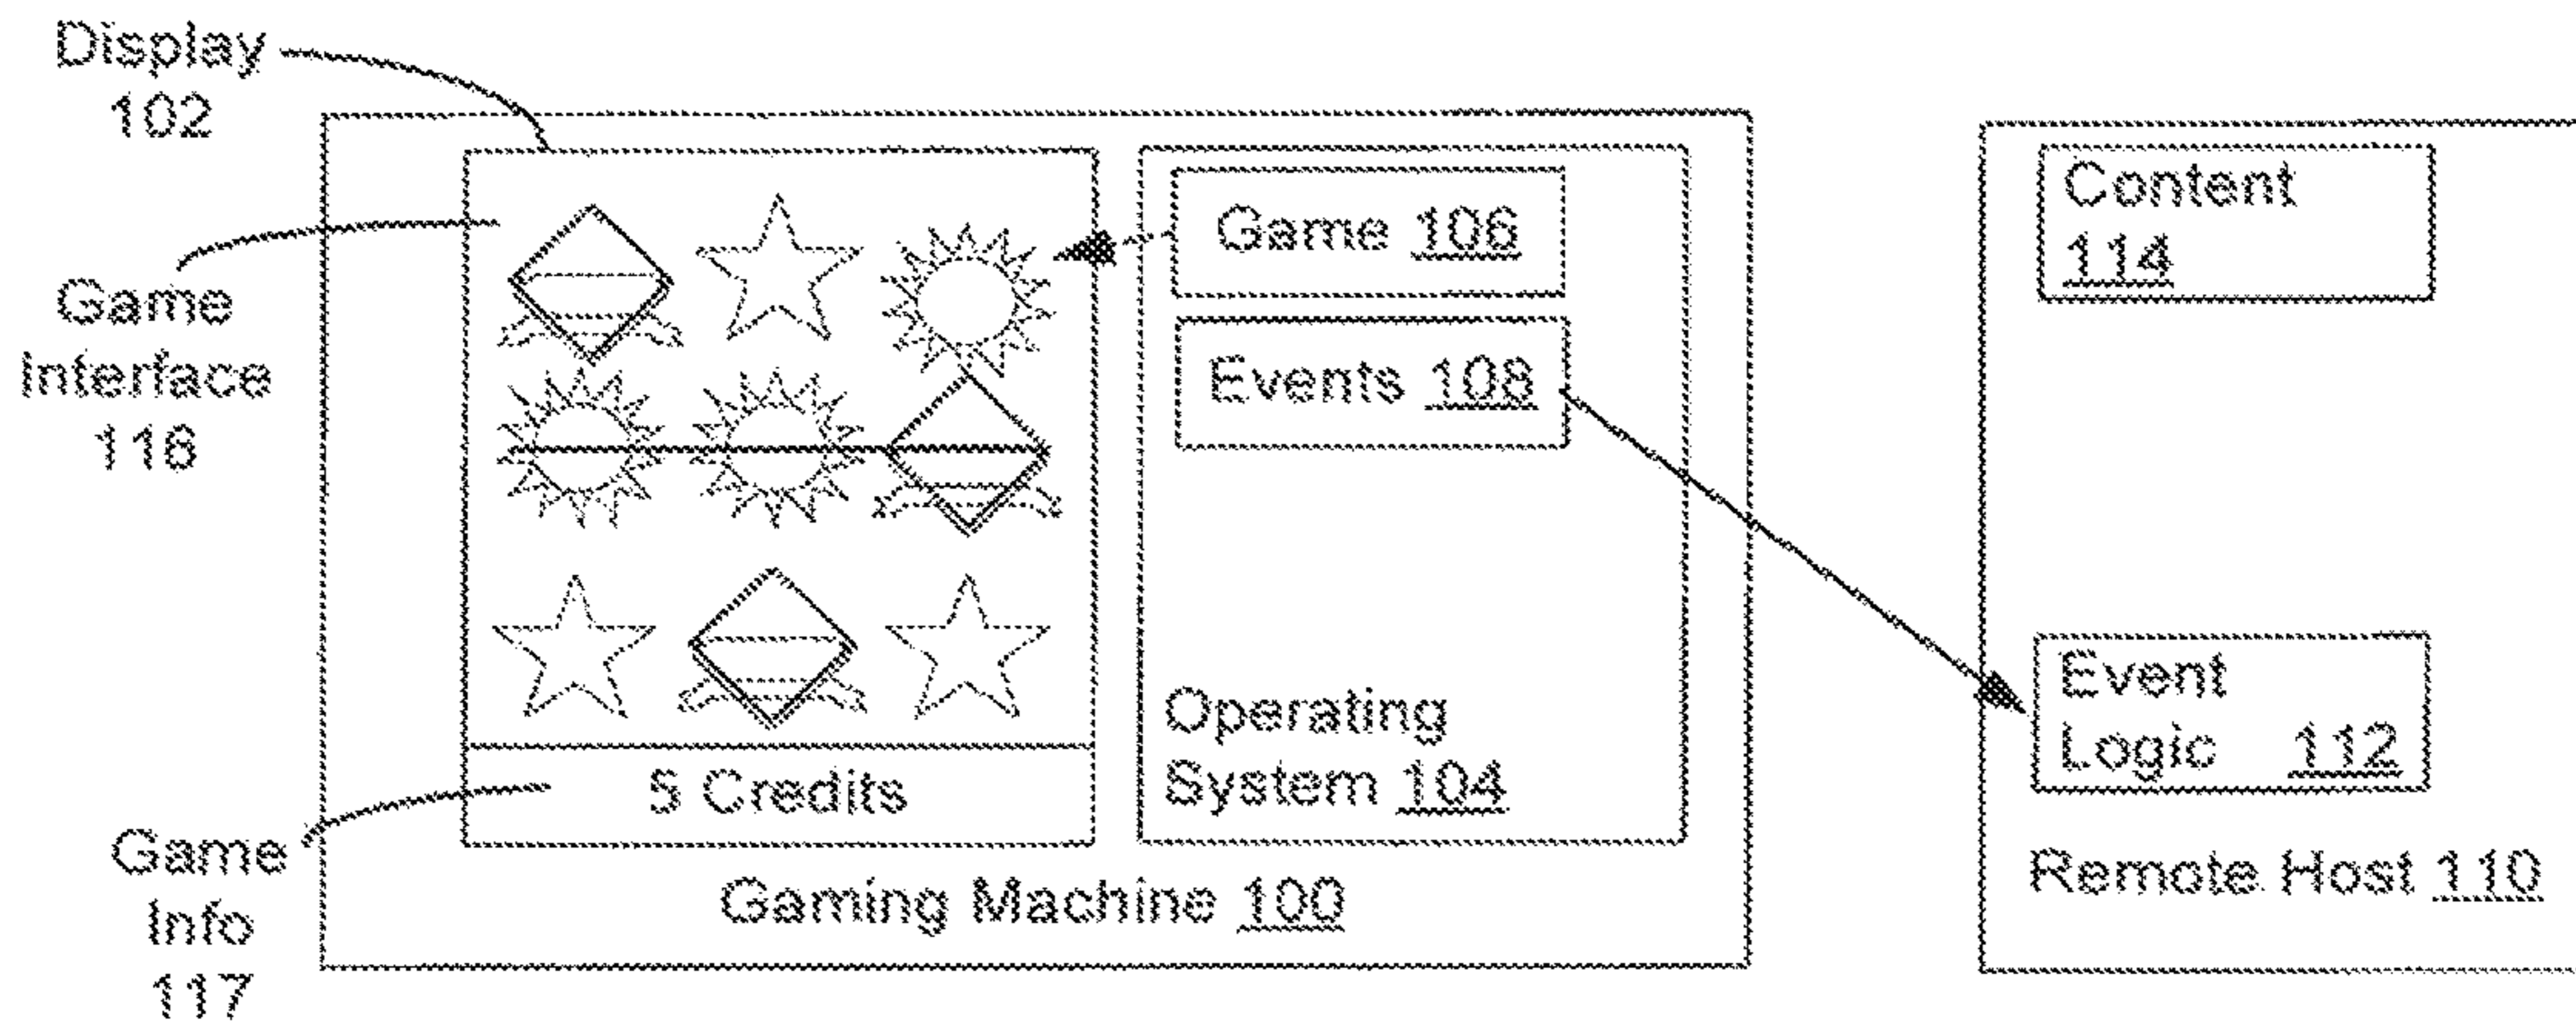 Display
102
Game
Interface
116
Game
Info
117
5 Credits
Game 106
Events 108
Operating
System 104
Gaming Machine 100
Content
114
Event
Logic 112
Remote Host 110